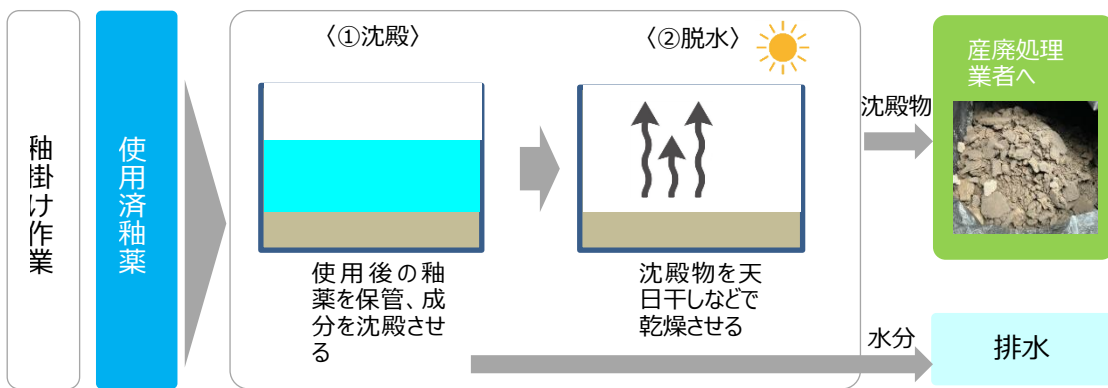 釉掛け作業
使用済釉薬
〈①沈殿〉
使用後の釉
薬を保管、成
分を沈殿させ
る
〈②脱水〉
沈殿物を天
日干しなどで
乾燥させる
沈殿物
産廃処理
業者へ
水分
排水